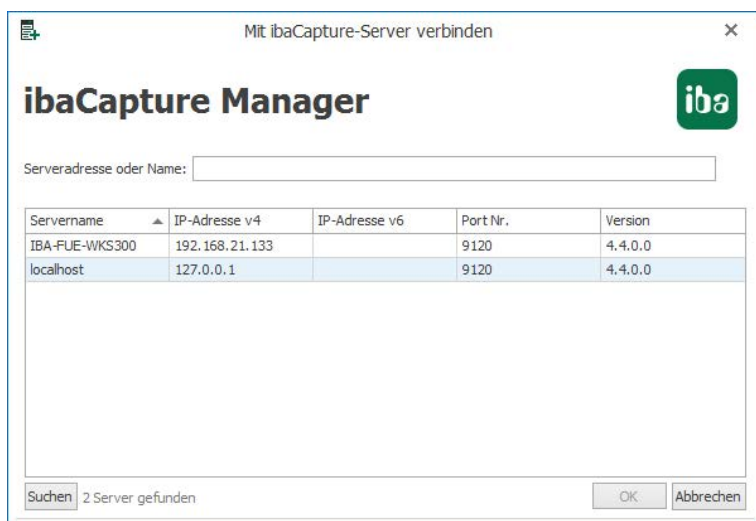 Mit ibaCapture-Server verbinden
ibaCapture Manager
iba
Serveradresse oder Name:
Servername IP-Adresse v4 IP-Adresse v6 Port Nr. Version
IBA-FUE-WKS300 192.168.21.133 9120 4.4.0.0
localhost 127.0.0.1 9120 4.4.0.0
Suchen 2 Server gefunden OK Abbrechen